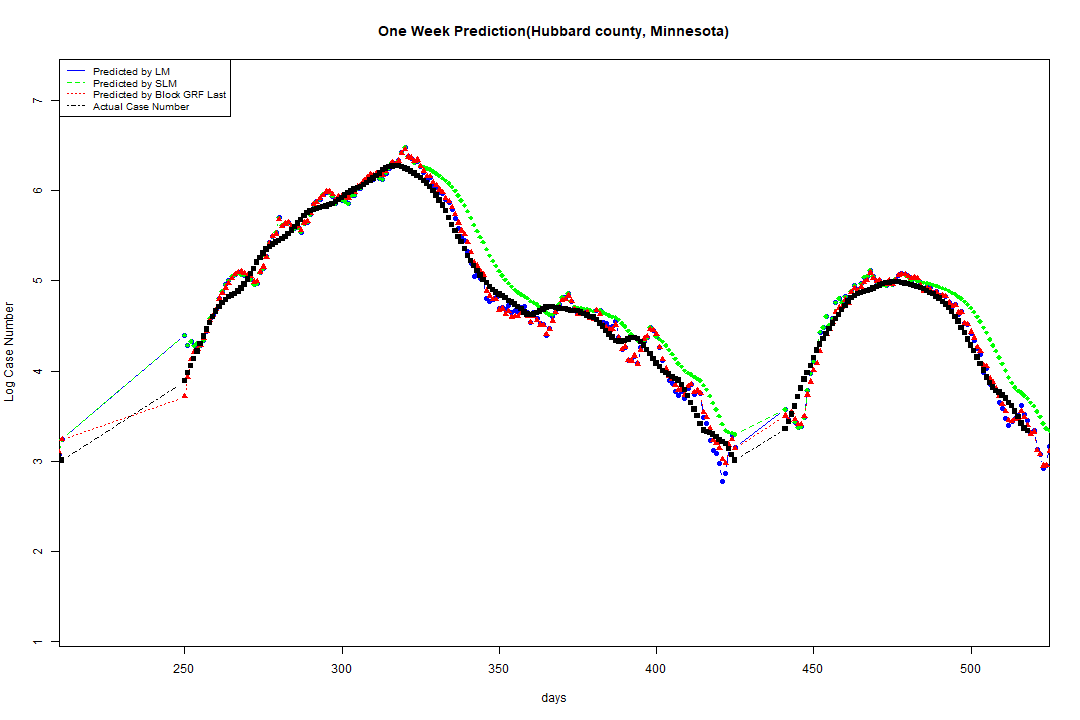 One Week Prediction(Hubbard county, Minnesota)
Predicted by LM
Predicted by SLM
Predicted by Block GRF Last
Actual Case Number
7
6
5
4
3
2
1
Log Case Number
250 300 350 400 450 500
days